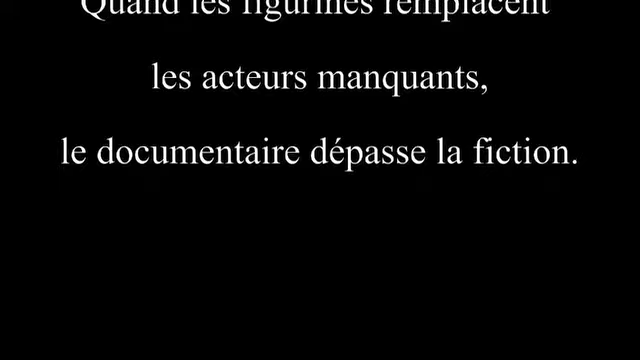 Quand les figurines remplacent
les acteurs manquants,
le documentaire dépasse la fiction.